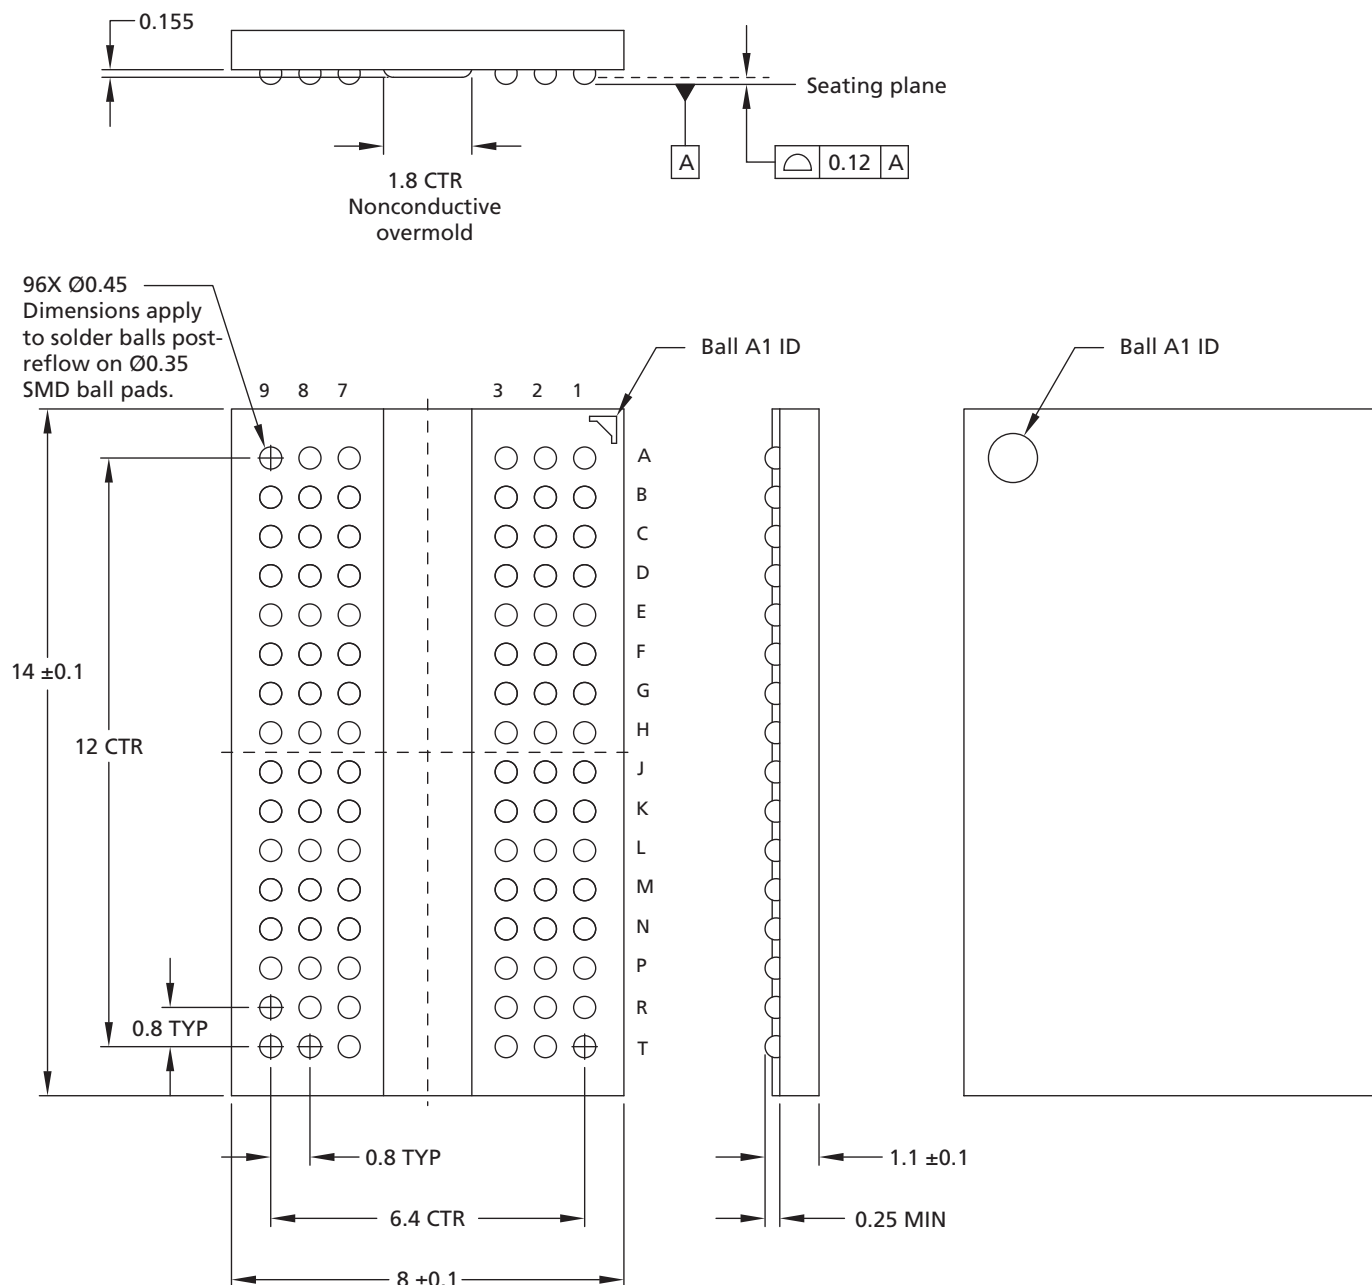 0.155
Seating plane
A
0.12 A
1.8 CTR
Nonconductive
overmold
96X Ø0.45
Dimensions apply
to solder balls post-
reflow on Ø0.35
SMD ball pads.
Ball A1 ID
Ball A1 ID
9 8 7 3 2 1
A
B
C
D
E
F
14 ±0.1
G
H
12 CTR
J
K
L
M
N
P
R
0.8 TYP
T
0.8 TYP
1.1 ±0.1
6.4 CTR
0.25 MIN
8 ±0.1